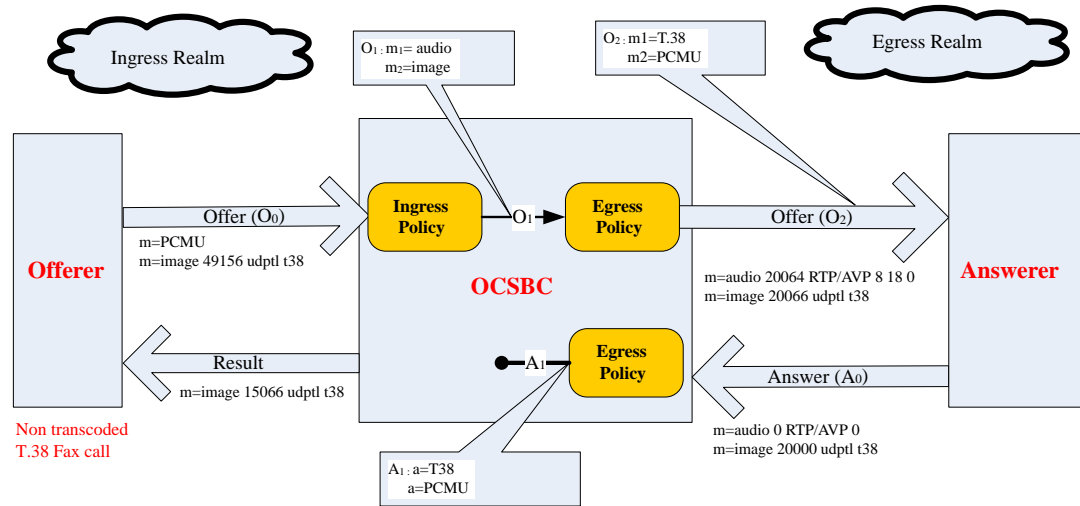 Ingress Realm
O1 : m1= audio
m2=image
O2 : m1=T.38
m2=PCMU
Egress Realm
Offer (O0)
Ingress
Policy
O1
Egress
Policy
Offer (O2)
m=PCMU
m=image 49156 udptl t38
Offerer
OCSBC
m=audio 20064 RTP/AVP 8 18 0
m=image 20066 udptl t38
Answerer
Result
m=image 15066 udptl t38
A1
Egress
Policy
Answer (A0)
Non transcoded
T.38 Fax call
m=audio 0 RTP/AVP 0
m=image 20000 udptl t38
A1 : a=T38
a=PCMU